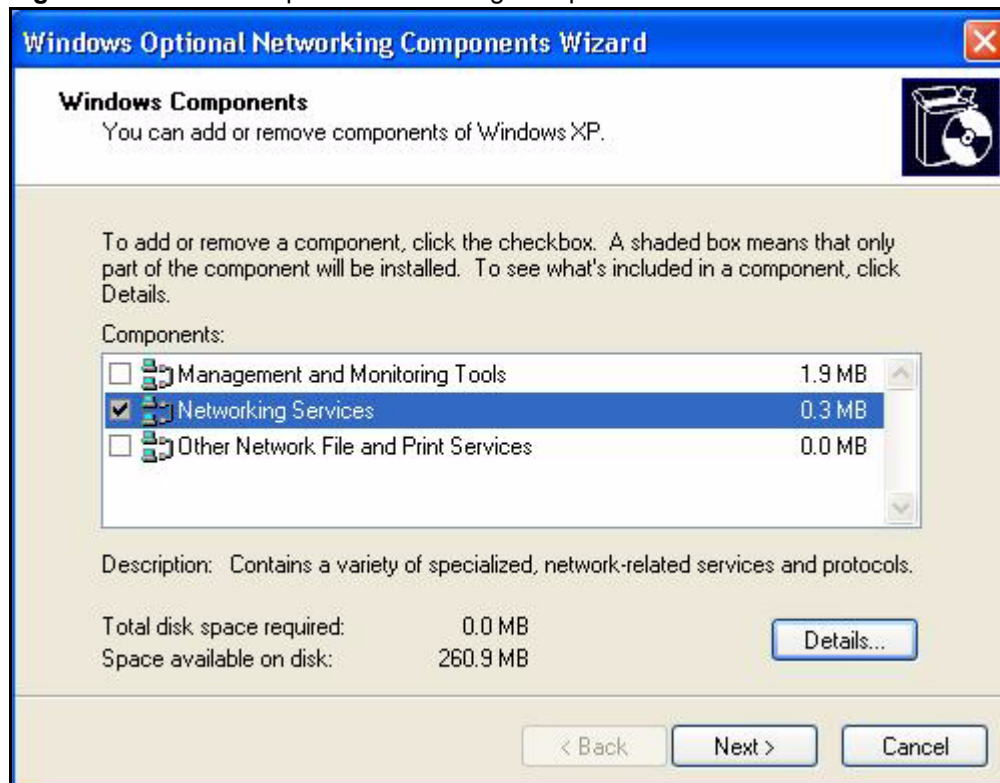 Windows Optional Networking Components Wizard
Windows Components
You can add or remove components of Windows XP.
To add or remove a component, click the checkbox. A shaded box means that only
part of the component will be installed. To see what's included in a component, click
Details.
Components:
Management and Monitoring Tools 1.9 MB
Networking Services 0.3 MB
Other Network File and Print Services 0.0 MB
Description: Contains a variety of specialized, network-related services and protocols.
Total disk space required: 0.0 MB
Space available on disk: 260.9 MB
Details...
< Back
Next >
Cancel